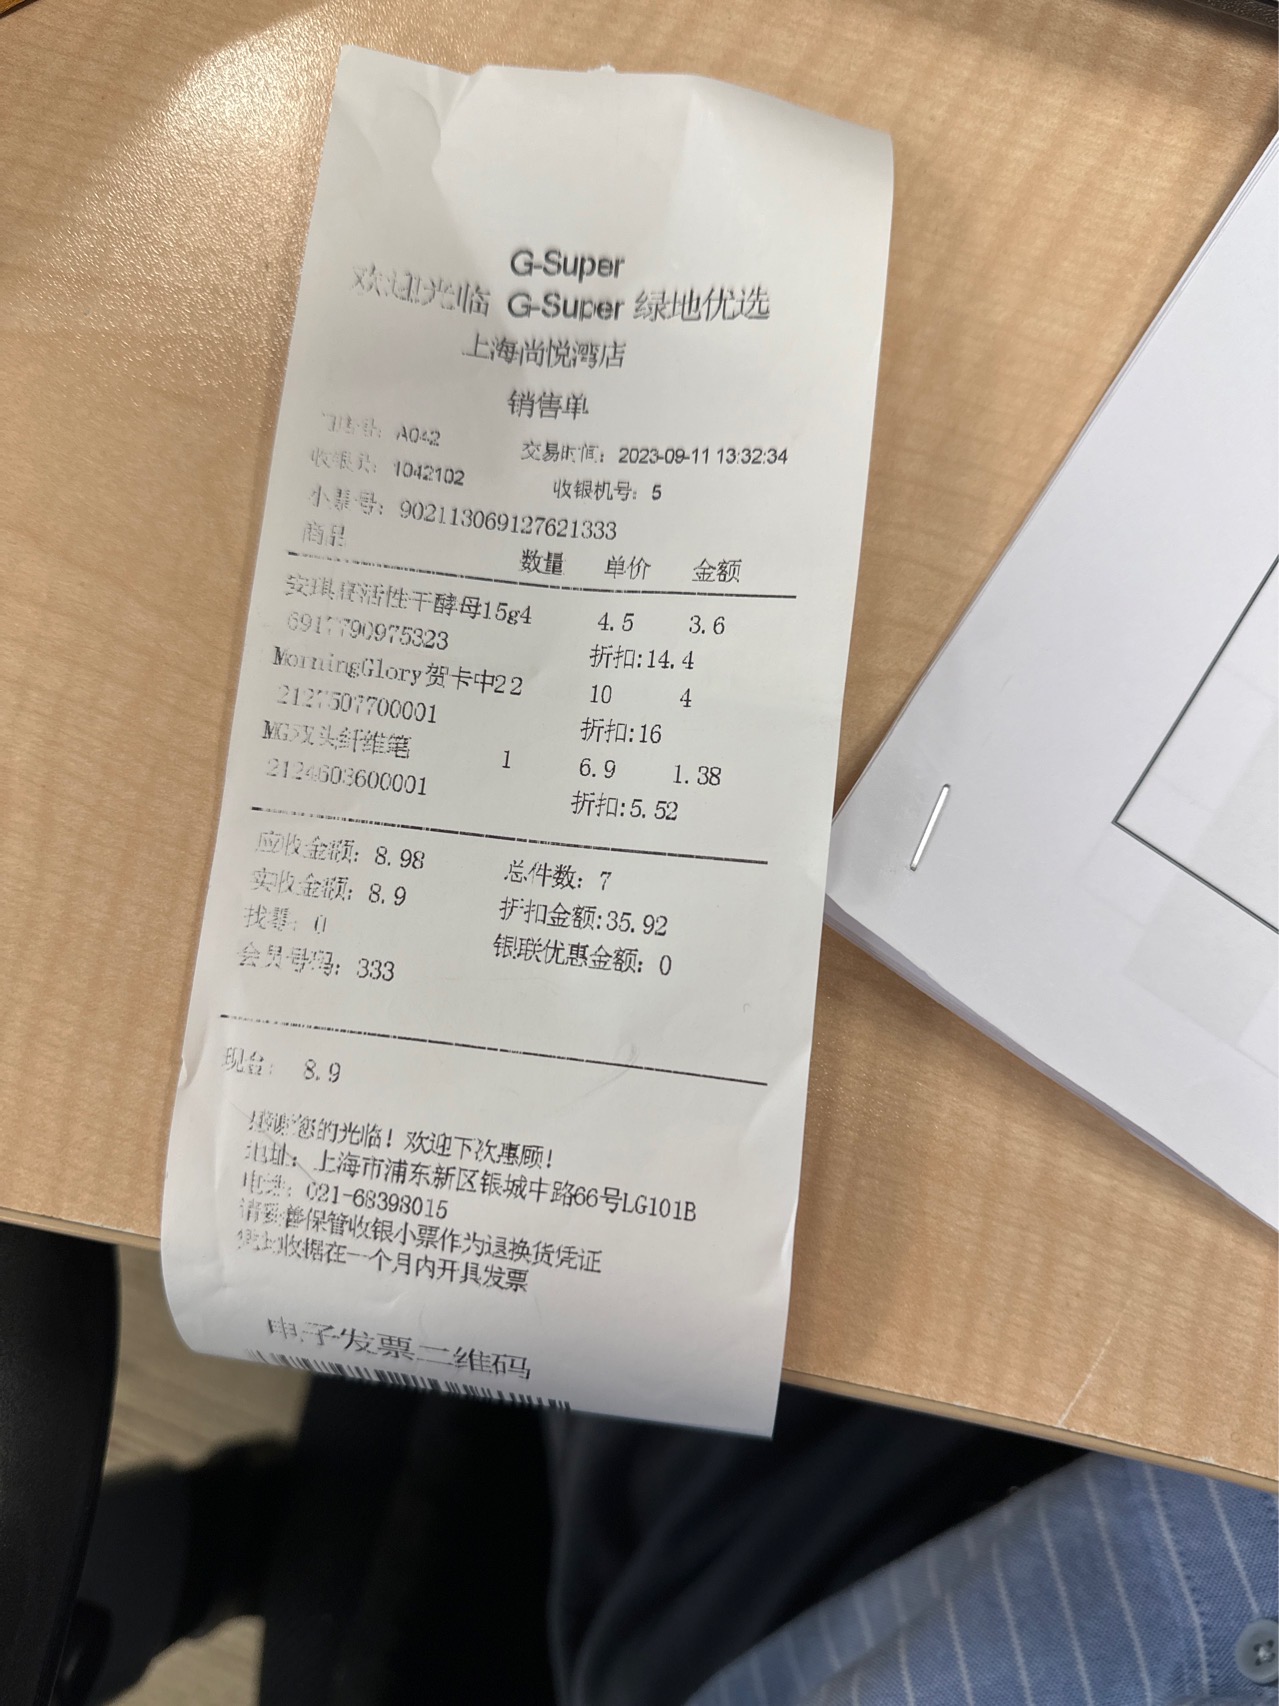 G-Super
欢迎光临 G-Super 绿地优选
上海尚悦湾店
销售单
门店号: A042 交易时间: 2023-09-11 13:32:34
收银员: 1042102 收银机号: 5
小票号: 902113069127621333
商品 数量 单价 金额
安琪 活性干酵母15g4 4.5 3.6
6917790975323 折扣:14.4
MorningGlory贺卡中22 10 4
2127507700001 折扣:16
MG 头纤维笔 1 6.9 1.38
2124603600001 折扣:5.52
应收金额: 8.98 总件数: 7
实收金额: 8.9 折扣金额:35.92
找零: 0 银联优惠金额: 0
会员号码: 333
现金: 8.9
感谢您的光临! 欢迎下次惠顾!
地址: 上海市浦东新区银城中路66号LG101B
电话: 021-68398015
请妥善保管收银小票作为退换货凭证
凭此收据在一个月内开具发票
电子发票二维码